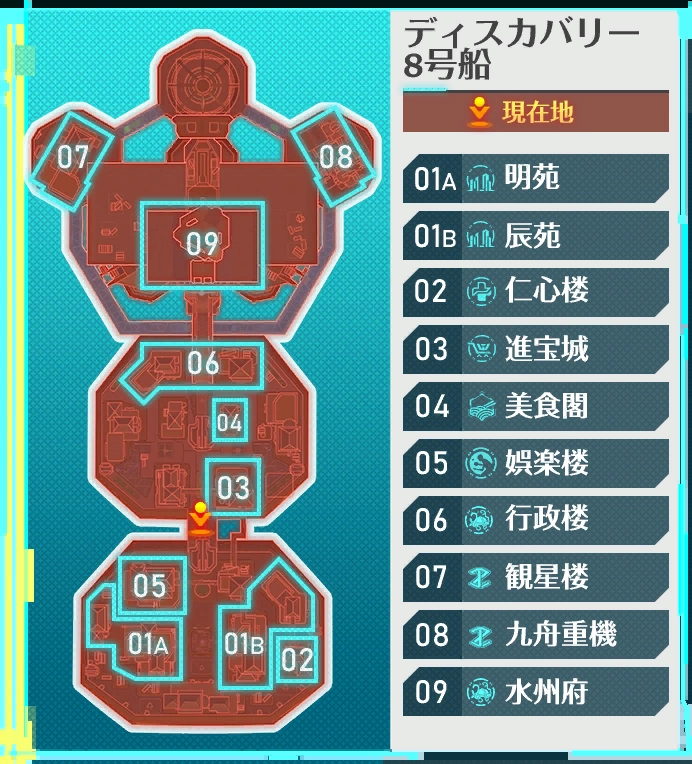 ディスカバリー
8号船
現在地
01A 明苑
01B 辰苑
02 仁心楼
03 進宝城
04 美食閣
05 娯楽楼
06 行政楼
07 観星楼
08 九舟重機
09 水州府
07
08
09
06
04
03
05
01A
01B
02